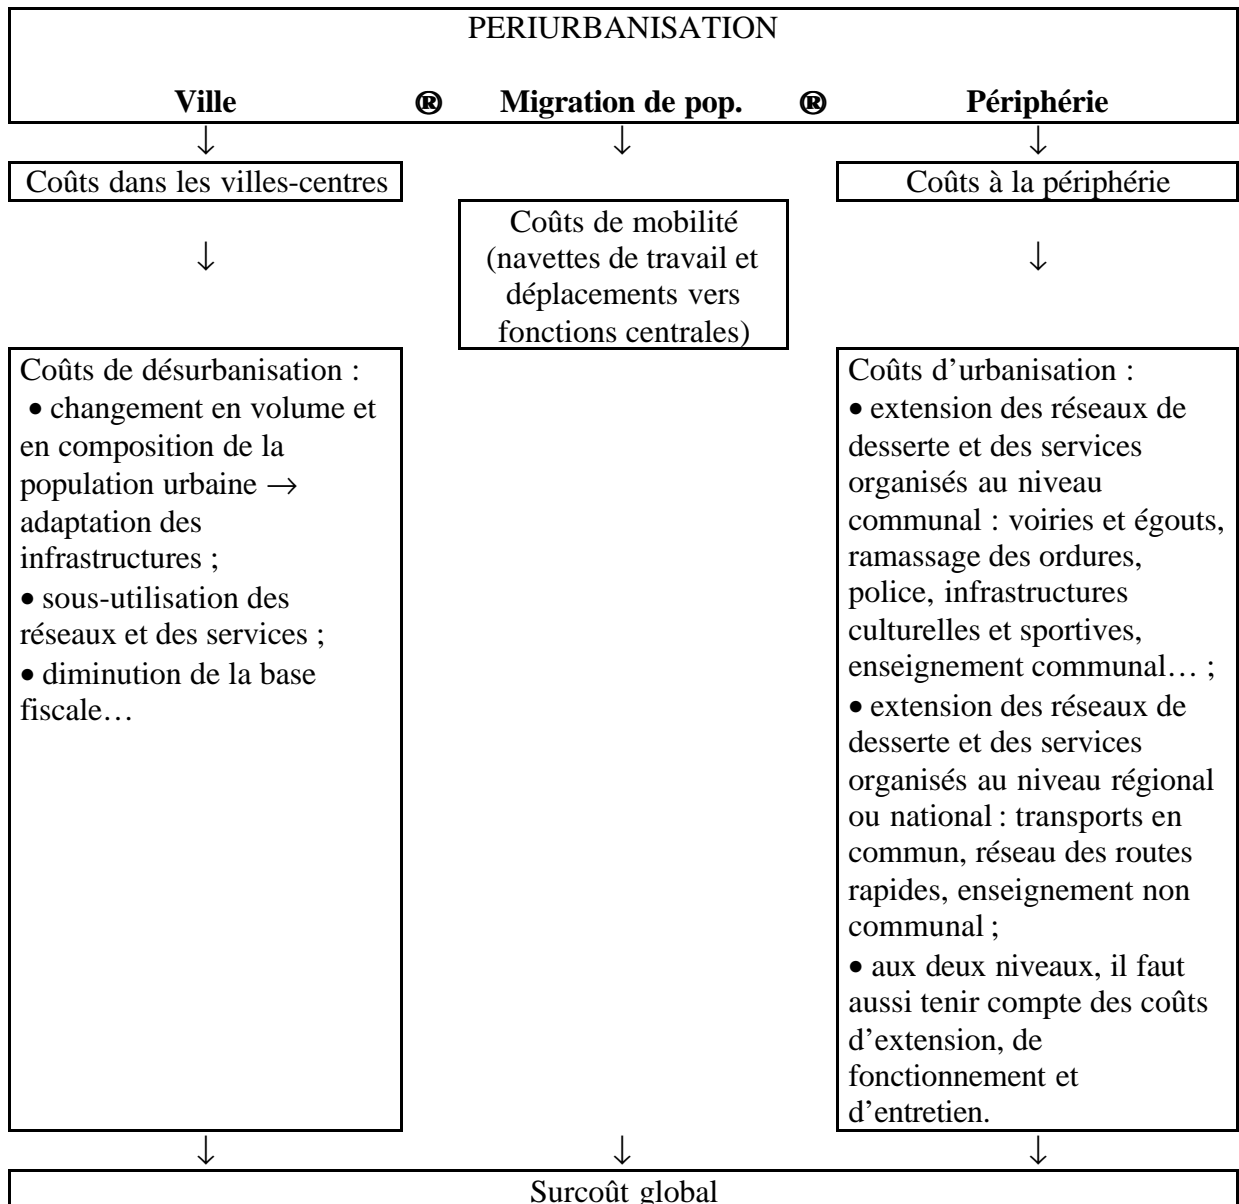 PERIURBANISATION
Ville ® Migration de pop. ® Périphérie
↓ ↓ ↓
Coûts dans les villes-centres
Coûts à la périphérie
Coûts de mobilité
(navettes de travail et
déplacements vers
fonctions centrales)
↓ ↓
Coûts de désurbanisation :
• changement en volume et
en composition de la
population urbaine →
adaptation des
infrastructures ;
• sous-utilisation des
réseaux et des services ;
• diminution de la base
fiscale…
Coûts d’urbanisation :
• extension des réseaux de
desserte et des services
organisés au niveau
communal : voiries et égouts,
ramassage des ordures,
police, infrastructures
culturelles et sportives,
enseignement communal… ;
• extension des réseaux de
desserte et des services
organisés au niveau régional
ou national : transports en
commun, réseau des routes
rapides, enseignement non
communal ;
• aux deux niveaux, il faut
aussi tenir compte des coûts
d’extension, de
fonctionnement et
d’entretien.
↓ ↓ ↓
Surcoût global